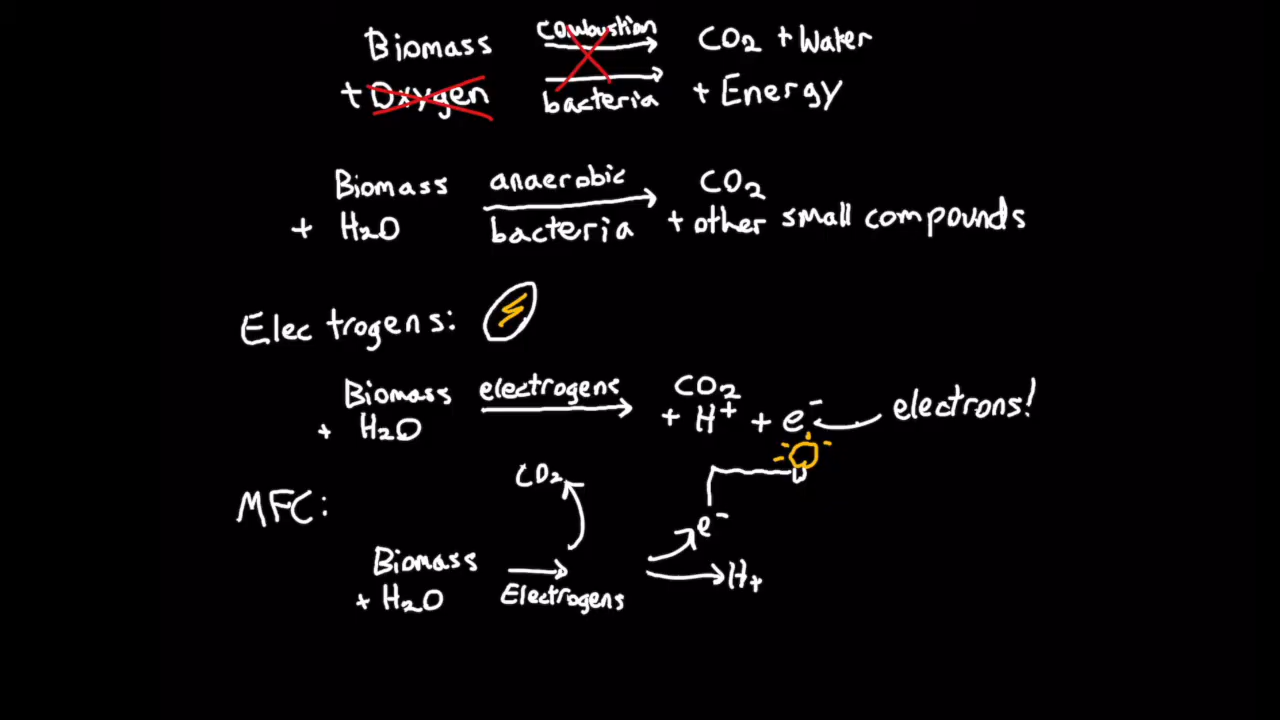 Biomass combustion CO2 + Water
+ Oxygen bacteria + Energy
Biomass anaerobic CO2
+ H2O bacteria + other small compounds
Electrogens:
Biomass electrogens CO2
+ H2O + H+ + e- electrons!
MFC: CO2
e-
Biomass H+
+ H2O Electrogens